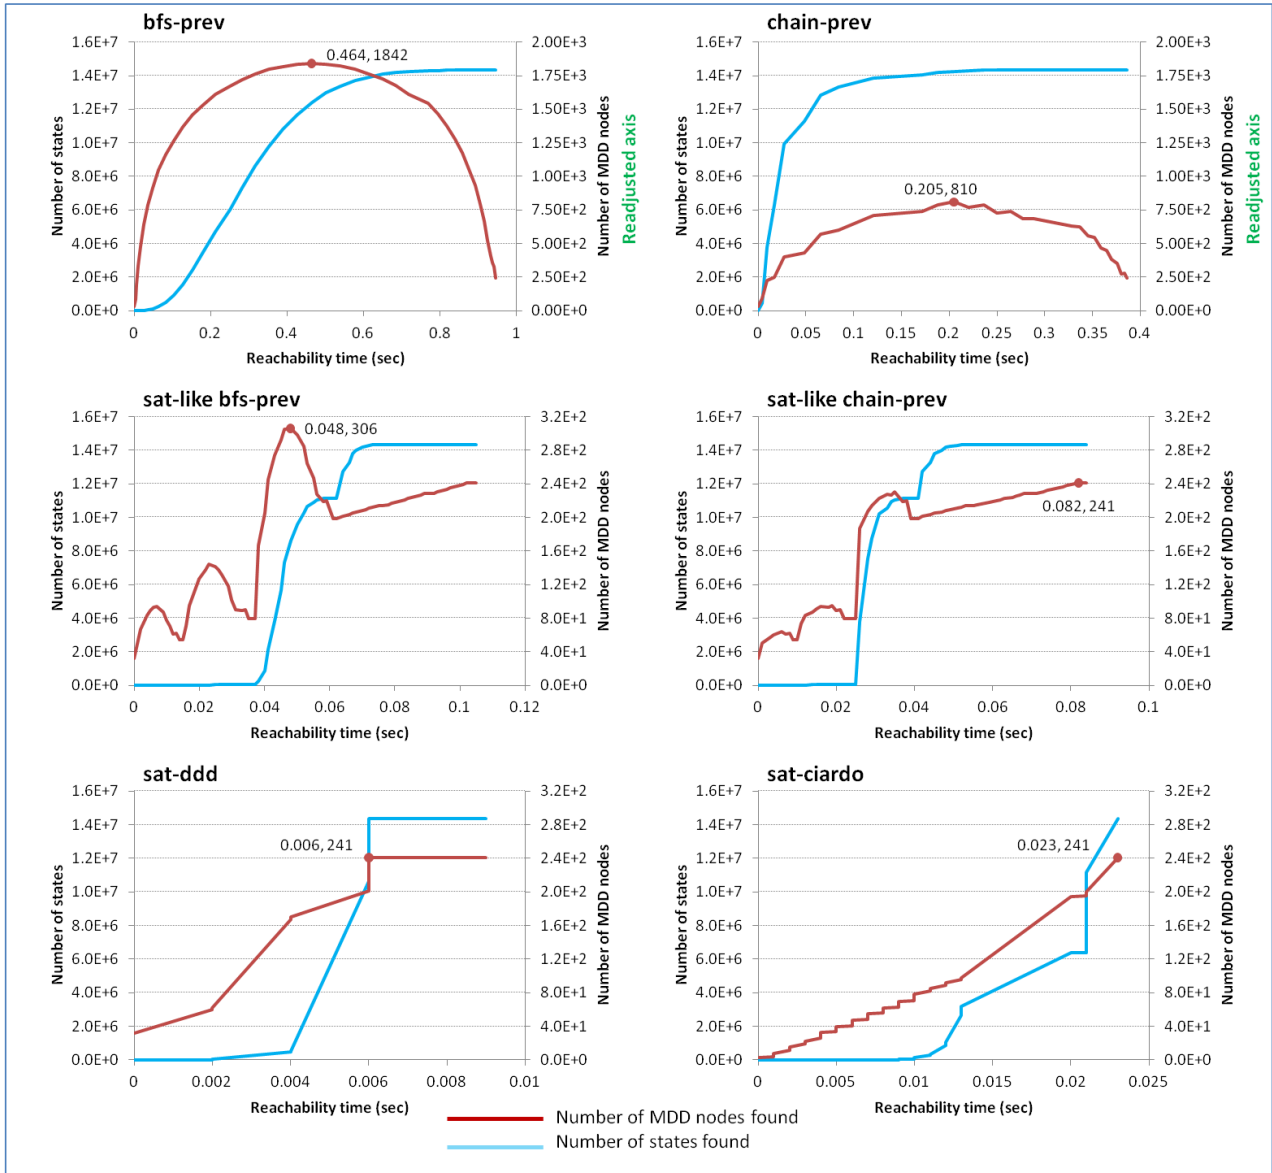 bfs-prev
1.6E+7
1.4E+7
1.2E+7
1.0E+7
8.0E+6
6.0E+6
4.0E+6
2.0E+6
0.0E+0
Number of states
0.464, 1842
2.00E+3
1.75E+3
1.50E+3
1.25E+3
1.00E+3
7.50E+2
5.00E+2
2.50E+2
0.00E+0
Number of MDD nodes
Readjusted axis
0 0.2 0.4 0.6 0.8 1
Reachability time (sec)
chain-prev
1.6E+7
1.4E+7
1.2E+7
1.0E+7
8.0E+6
6.0E+6
4.0E+6
2.0E+6
0.0E+0
Number of states
0.205, 810
2.00E+3
1.75E+3
1.50E+3
1.25E+3
1.00E+3
7.50E+2
5.00E+2
2.50E+2
0.00E+0
Number of MDD nodes
Readjusted axis
0 0.05 0.1 0.15 0.2 0.25 0.3 0.35 0.4
Reachability time (sec)
sat-like bfs-prev
1.6E+7
1.4E+7
1.2E+7
1.0E+7
8.0E+6
6.0E+6
4.0E+6
2.0E+6
0.0E+0
Number of states
0.048, 306
3.2E+2
2.8E+2
2.4E+2
2.0E+2
1.6E+2
1.2E+2
8.0E+1
4.0E+1
0.0E+0
Number of MDD nodes
0 0.02 0.04 0.06 0.08 0.1 0.12
Reachability time (sec)
sat-like chain-prev
1.6E+7
1.4E+7
1.2E+7
1.0E+7
8.0E+6
6.0E+6
4.0E+6
2.0E+6
0.0E+0
Number of states
0.082, 241
3.2E+2
2.8E+2
2.4E+2
2.0E+2
1.6E+2
1.2E+2
8.0E+1
4.0E+1
0.0E+0
Number of MDD nodes
0 0.02 0.04 0.06 0.08 0.1
Reachability time (sec)
sat-ddd
1.6E+7
1.4E+7
1.2E+7
1.0E+7
8.0E+6
6.0E+6
4.0E+6
2.0E+6
0.0E+0
Number of states
0.006, 241
3.2E+2
2.8E+2
2.4E+2
2.0E+2
1.6E+2
1.2E+2
8.0E+1
4.0E+1
0.0E+0
Number of MDD nodes
0 0.002 0.004 0.006 0.008 0.01
Reachability time (sec)
sat-ciardo
1.6E+7
1.4E+7
1.2E+7
1.0E+7
8.0E+6
6.0E+6
4.0E+6
2.0E+6
0.0E+0
Number of states
0.023, 241
3.2E+2
2.8E+2
2.4E+2
2.0E+2
1.6E+2
1.2E+2
8.0E+1
4.0E+1
0.0E+0
Number of MDD nodes
0 0.005 0.01 0.015 0.02 0.025
Reachability time (sec)
Number of MDD nodes found
Number of states found